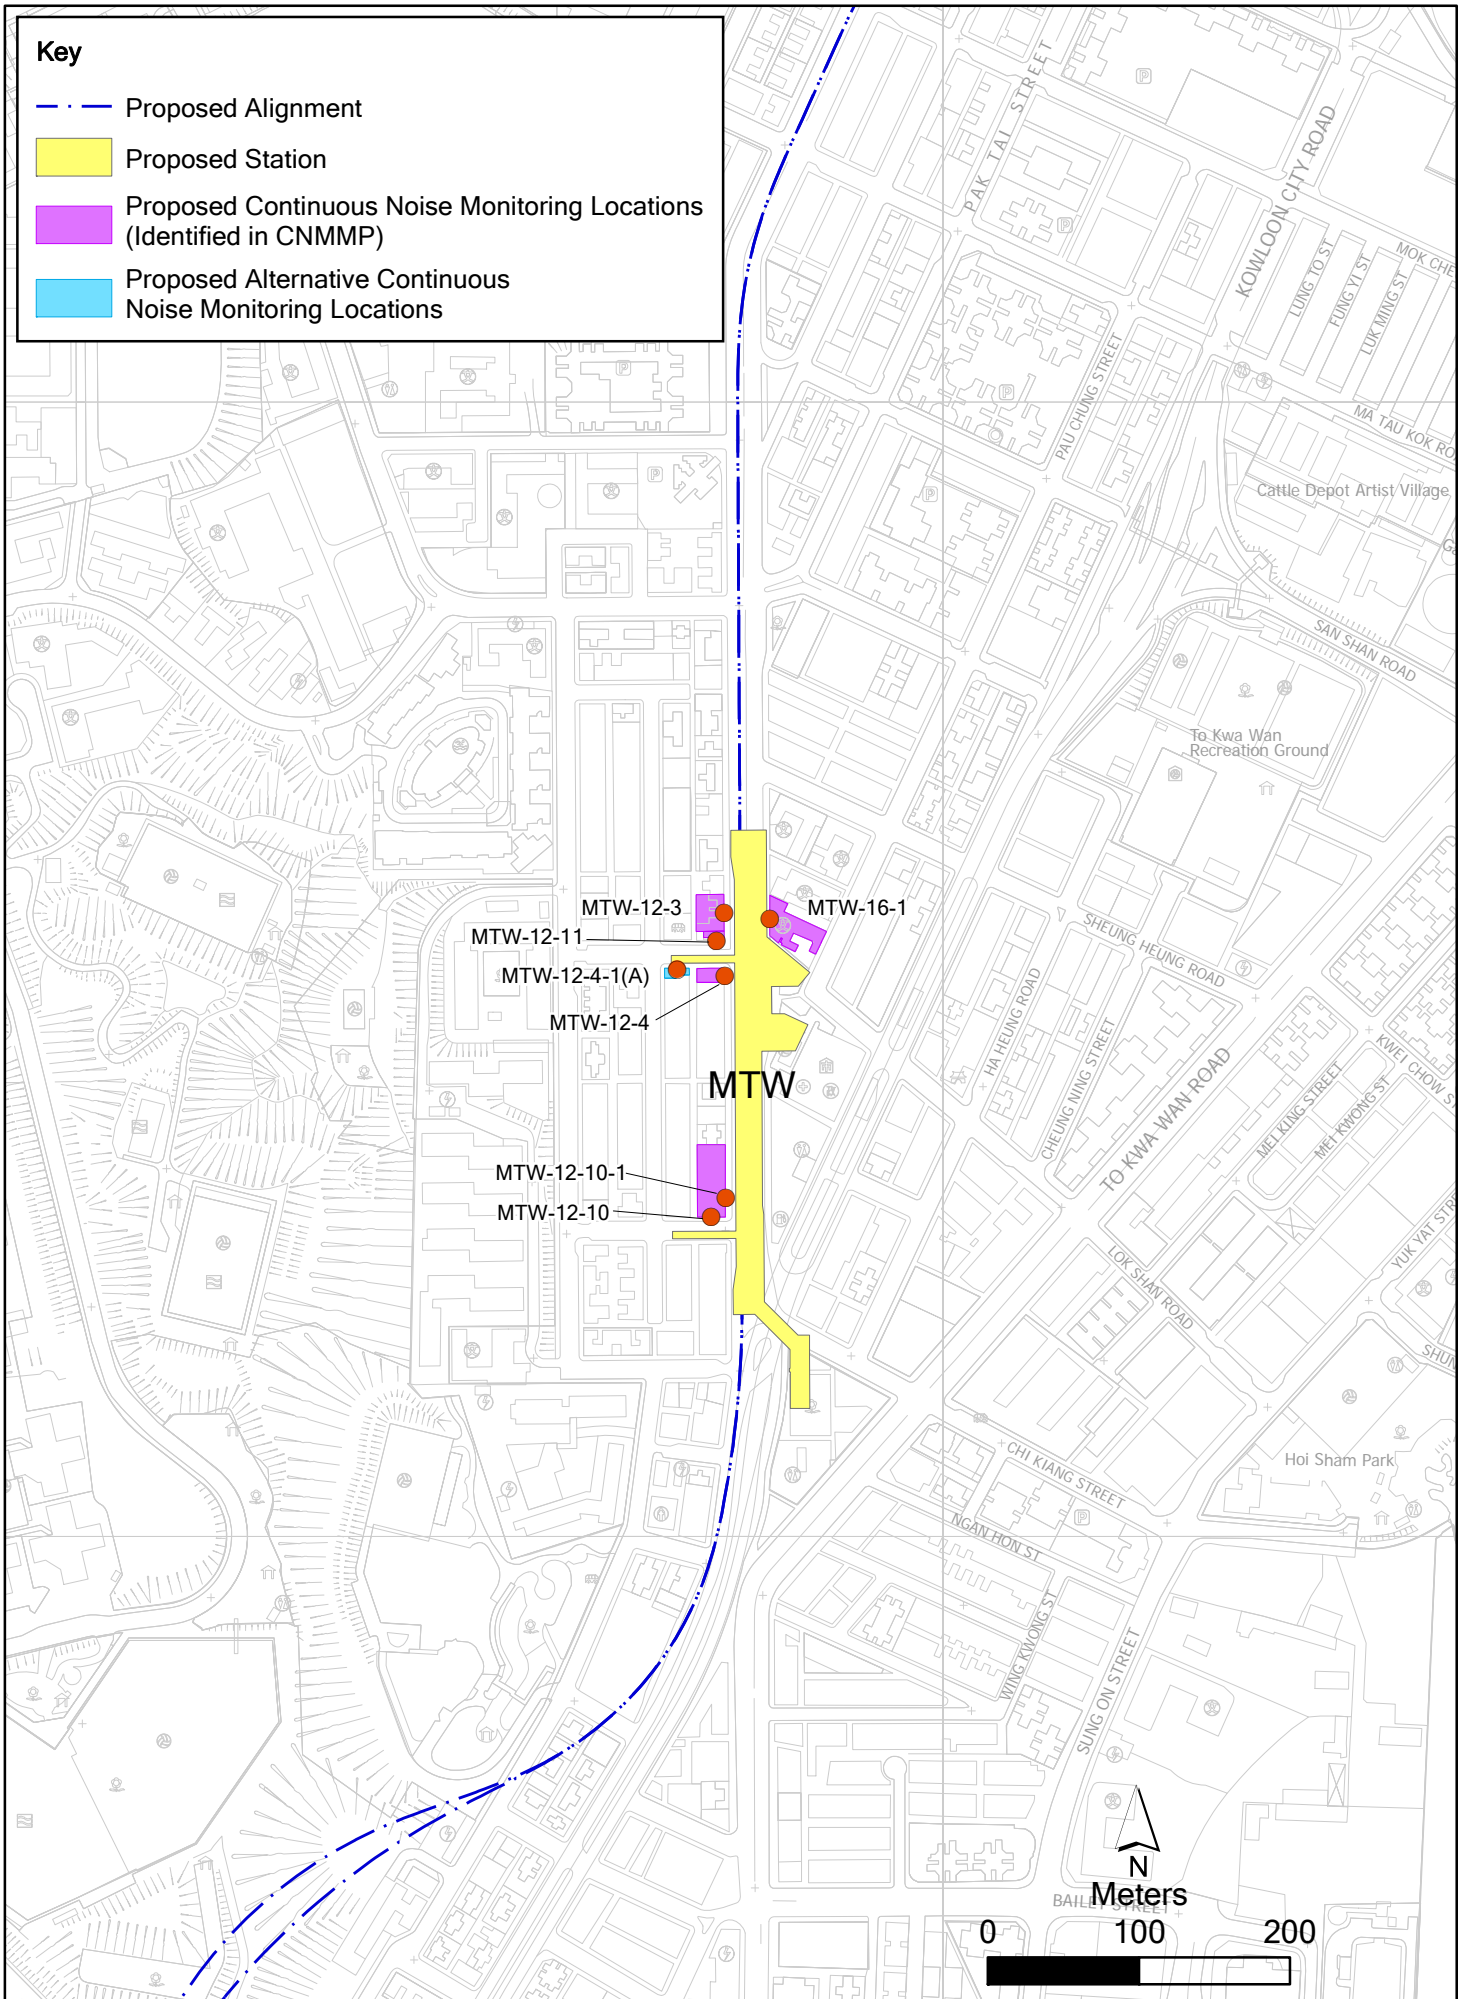 Key
Proposed Alignment
Proposed Station
Proposed Continuous Noise Monitoring Locations
(Identified in CNMMP)
Proposed Alternative Continuous
Noise Monitoring Locations
PAK TAI STREET
KOWLOON CITY ROAD
LUNG TO ST
FUNG YI ST
LUK MING ST
MOK CHE
PAU CHUNG STREET
MA TAU KOK RO
Cattle Depot Artist Village
SAN SHAN ROAD
To Kwa Wan
Recreation Ground
MTW-12-3
MTW-16-1
MTW-12-11
MTW-12-4-1(A)
MTW-12-4
SHEUNG HEUNG ROAD
HA HEUNG ROAD
CHEUNG NING STREET
TO KWA WAN ROAD
KWEI CHOW S
MEI KING STREET
MEI KWONG ST
MTW
MTW-12-10-1
MTW-12-10
LOK SHAN ROAD
YUK YAT STRE
SHUN
Hoi Sham Park
CHI KIANG STREET
NGAN HON ST
WING KWONG ST
SUNG ON STREET
N
Meters
BAILEY STREET
0 100 200